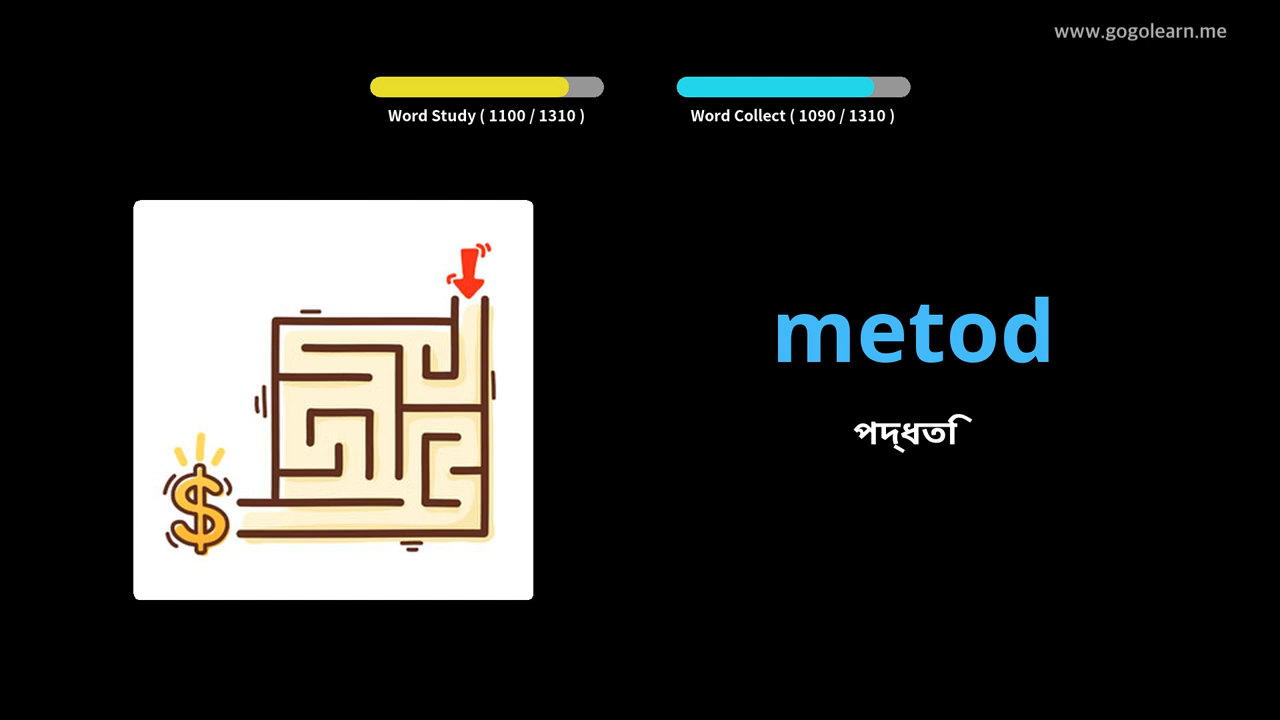 www.gogolearn.me
Word Study ( 1100 / 1310 )
Word Collect ( 1090 / 1310 )
$
metod
পদ্ধতি